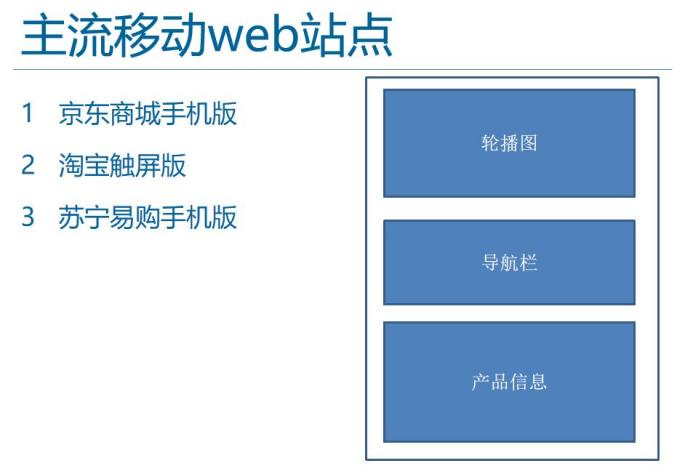 主流移动web站点
1 京东商城手机版
2 淘宝触屏版
3 苏宁易购手机版
轮播图
导航栏
产品信息